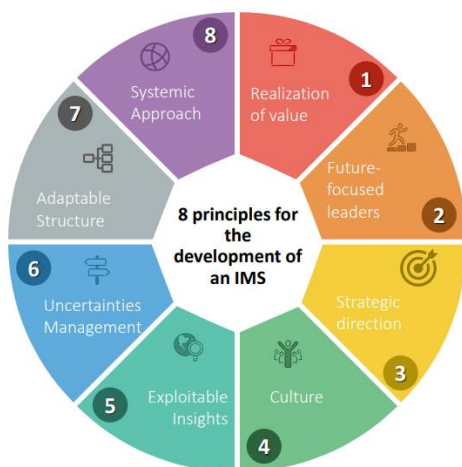 8 principles for
the
development of
an IMS
1
Realization
of value
2
Future-
focused
leaders
3
Strategic
direction
4
Culture
5
Exploitable
Insights
6
Uncertainties
Management
7
Adaptable
Structure
8
Systemic
Approach